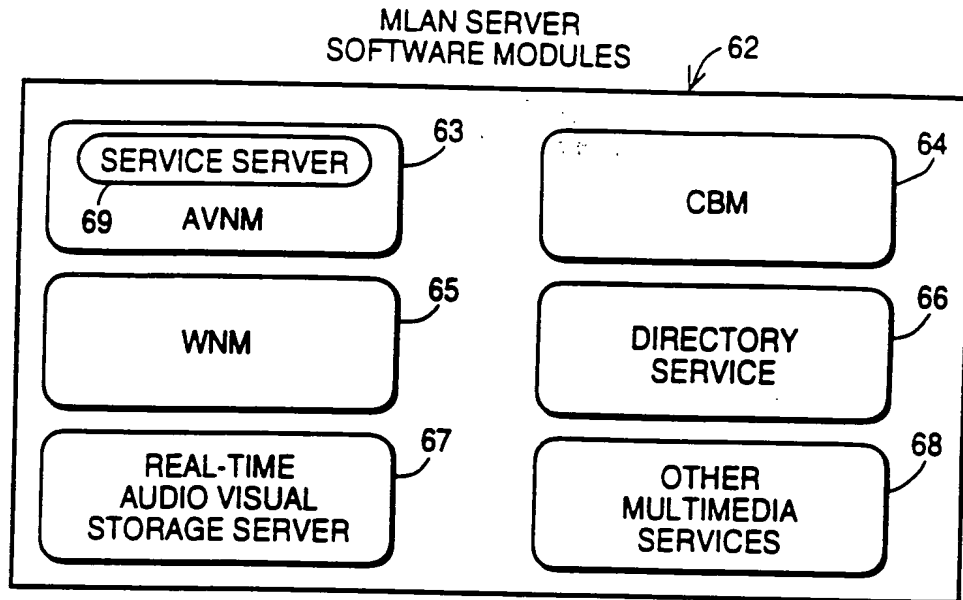 MLAN SERVER
SOFTWARE MODULES
62
SERVICE SERVER
63
69
AVNM
CBM
64
WNM
65
DIRECTORY
SERVICE
66
REAL-TIME
AUDIO VISUAL
STORAGE SERVER
67
OTHER
MULTIMEDIA
SERVICES
68